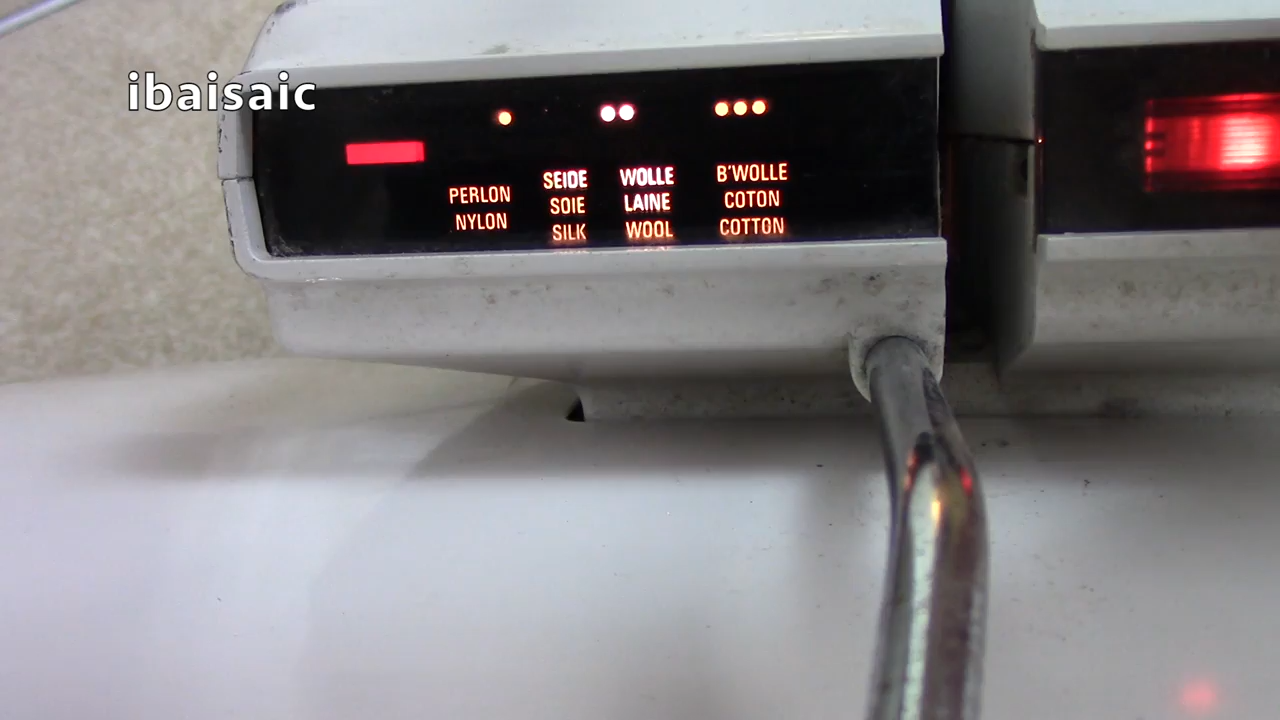 ibaisaic
PERLON
NYLON
SEIDE
SOIE
SILK
WOLLE
LAINE
WOOL
B'WOLLE
COTON
COTTON